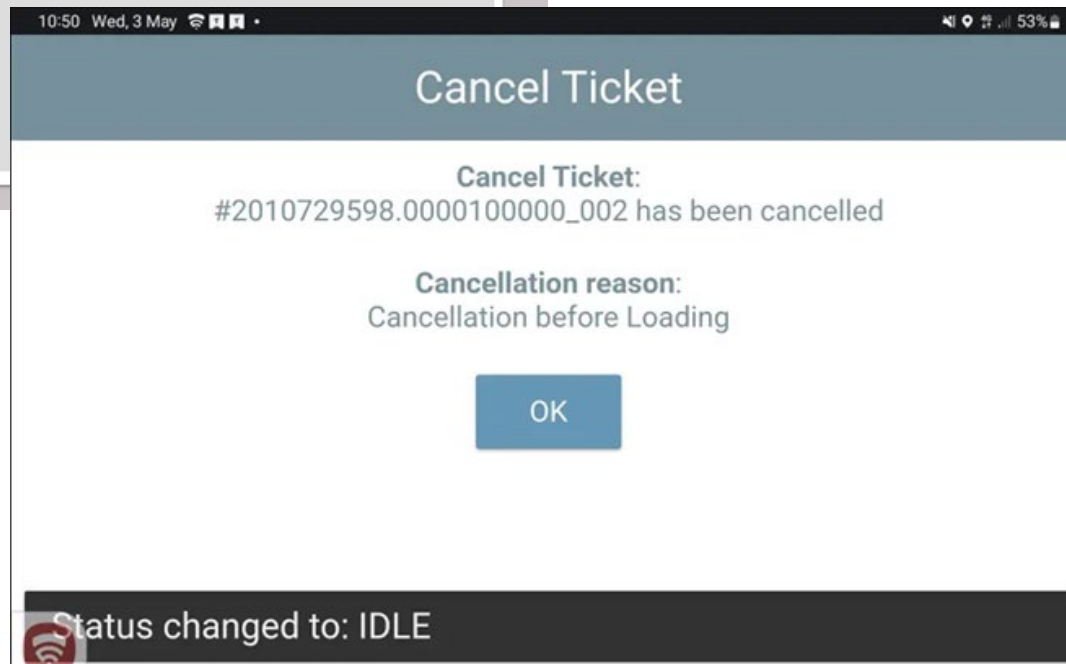 10:50 Wed, 3 May
53%
Cancel Ticket
Cancel Ticket:
#2010729598.0000100000_002 has been cancelled
Cancellation reason:
Cancellation before Loading
OK
Status changed to: IDLE